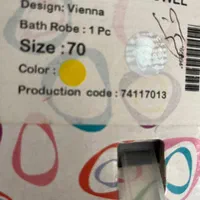 Design: Vienna
Bath Robe : 1 Pc
Size : 70
Color :
Production code : 74117013